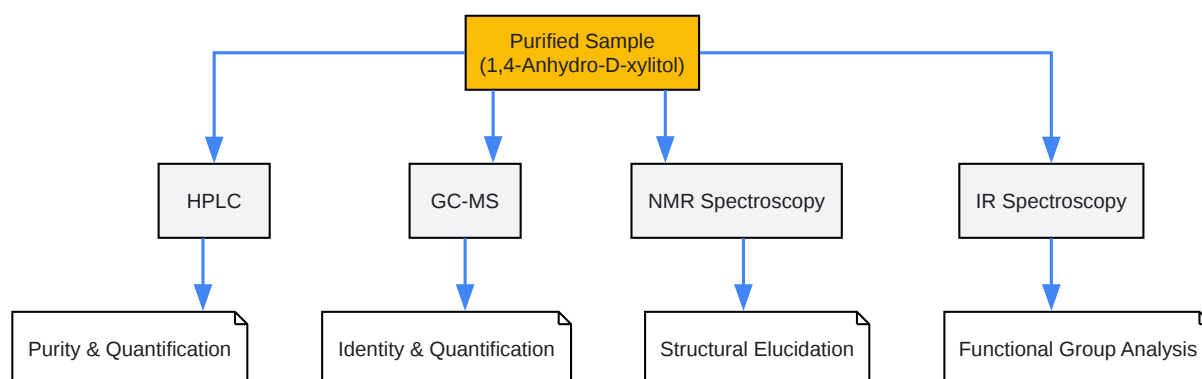 Purified Sample
(1,4-Anhydro-D-xylitol)
HPLC
GC-MS
NMR Spectroscopy
IR Spectroscopy
Purity & Quantification
Identity & Quantification
Structural Elucidation
Functional Group Analysis